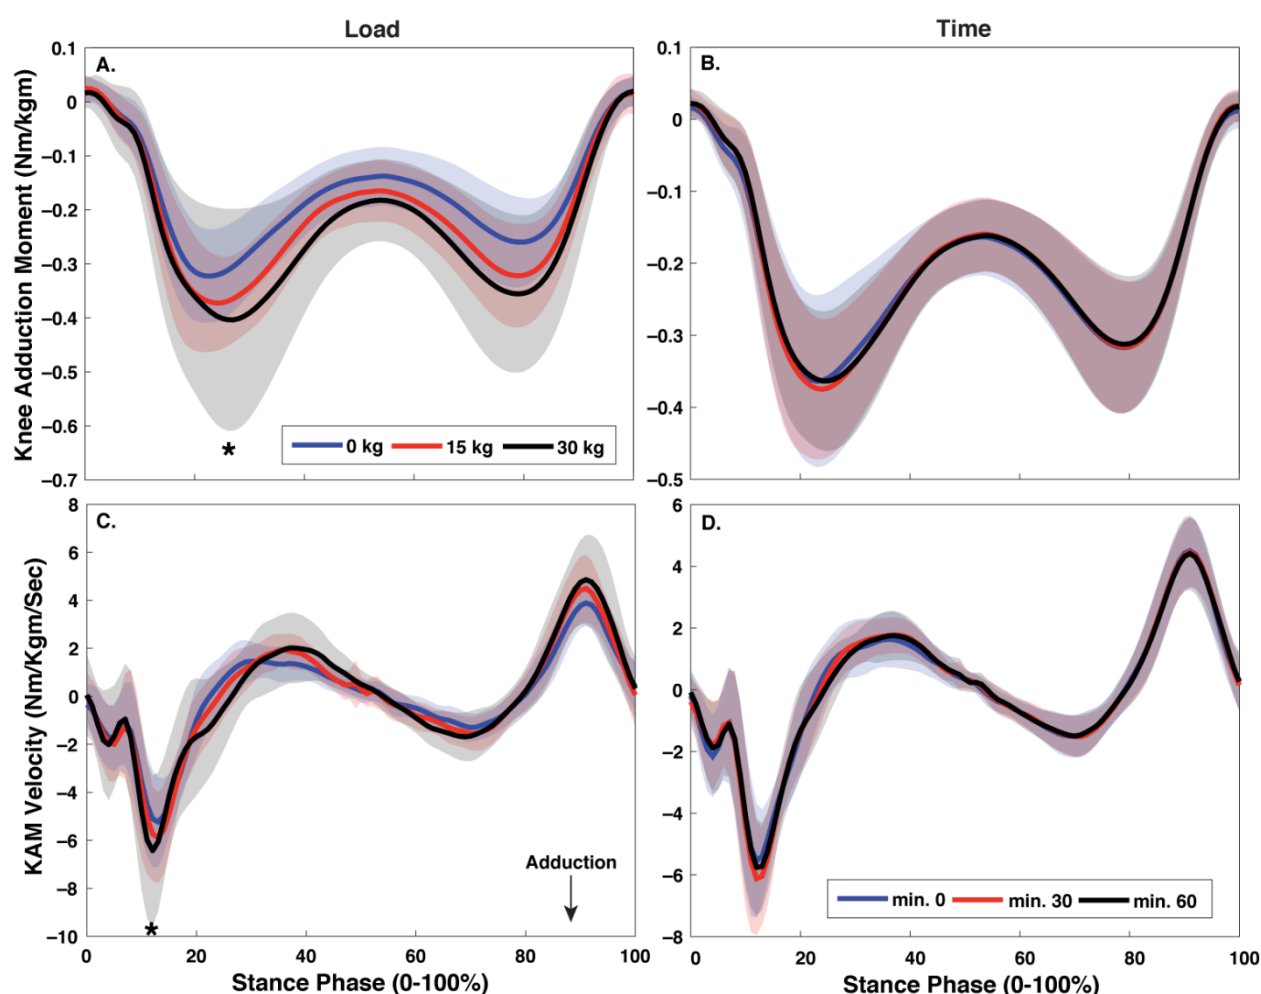 Load
Time
Knee Adduction Moment (Nm/kgm)
A.
0.1
0
−0.1
−0.2
−0.3
−0.4
−0.5
−0.6
−0.7
*
0 kg 15 kg 30 kg
B.
0.1
0
−0.1
−0.2
−0.3
−0.4
−0.5
KAM Velocity (Nm/Kgm/Sec)
C.
8
6
4
2
0
−2
−4
−6
−8
−10
*
Adduction
0 20 40 60 80 100
Stance Phase (0-100%)
D.
6
4
2
0
−2
−4
−6
−8
min. 0 min. 30 min. 60
0 20 40 60 80 100
Stance Phase (0-100%)